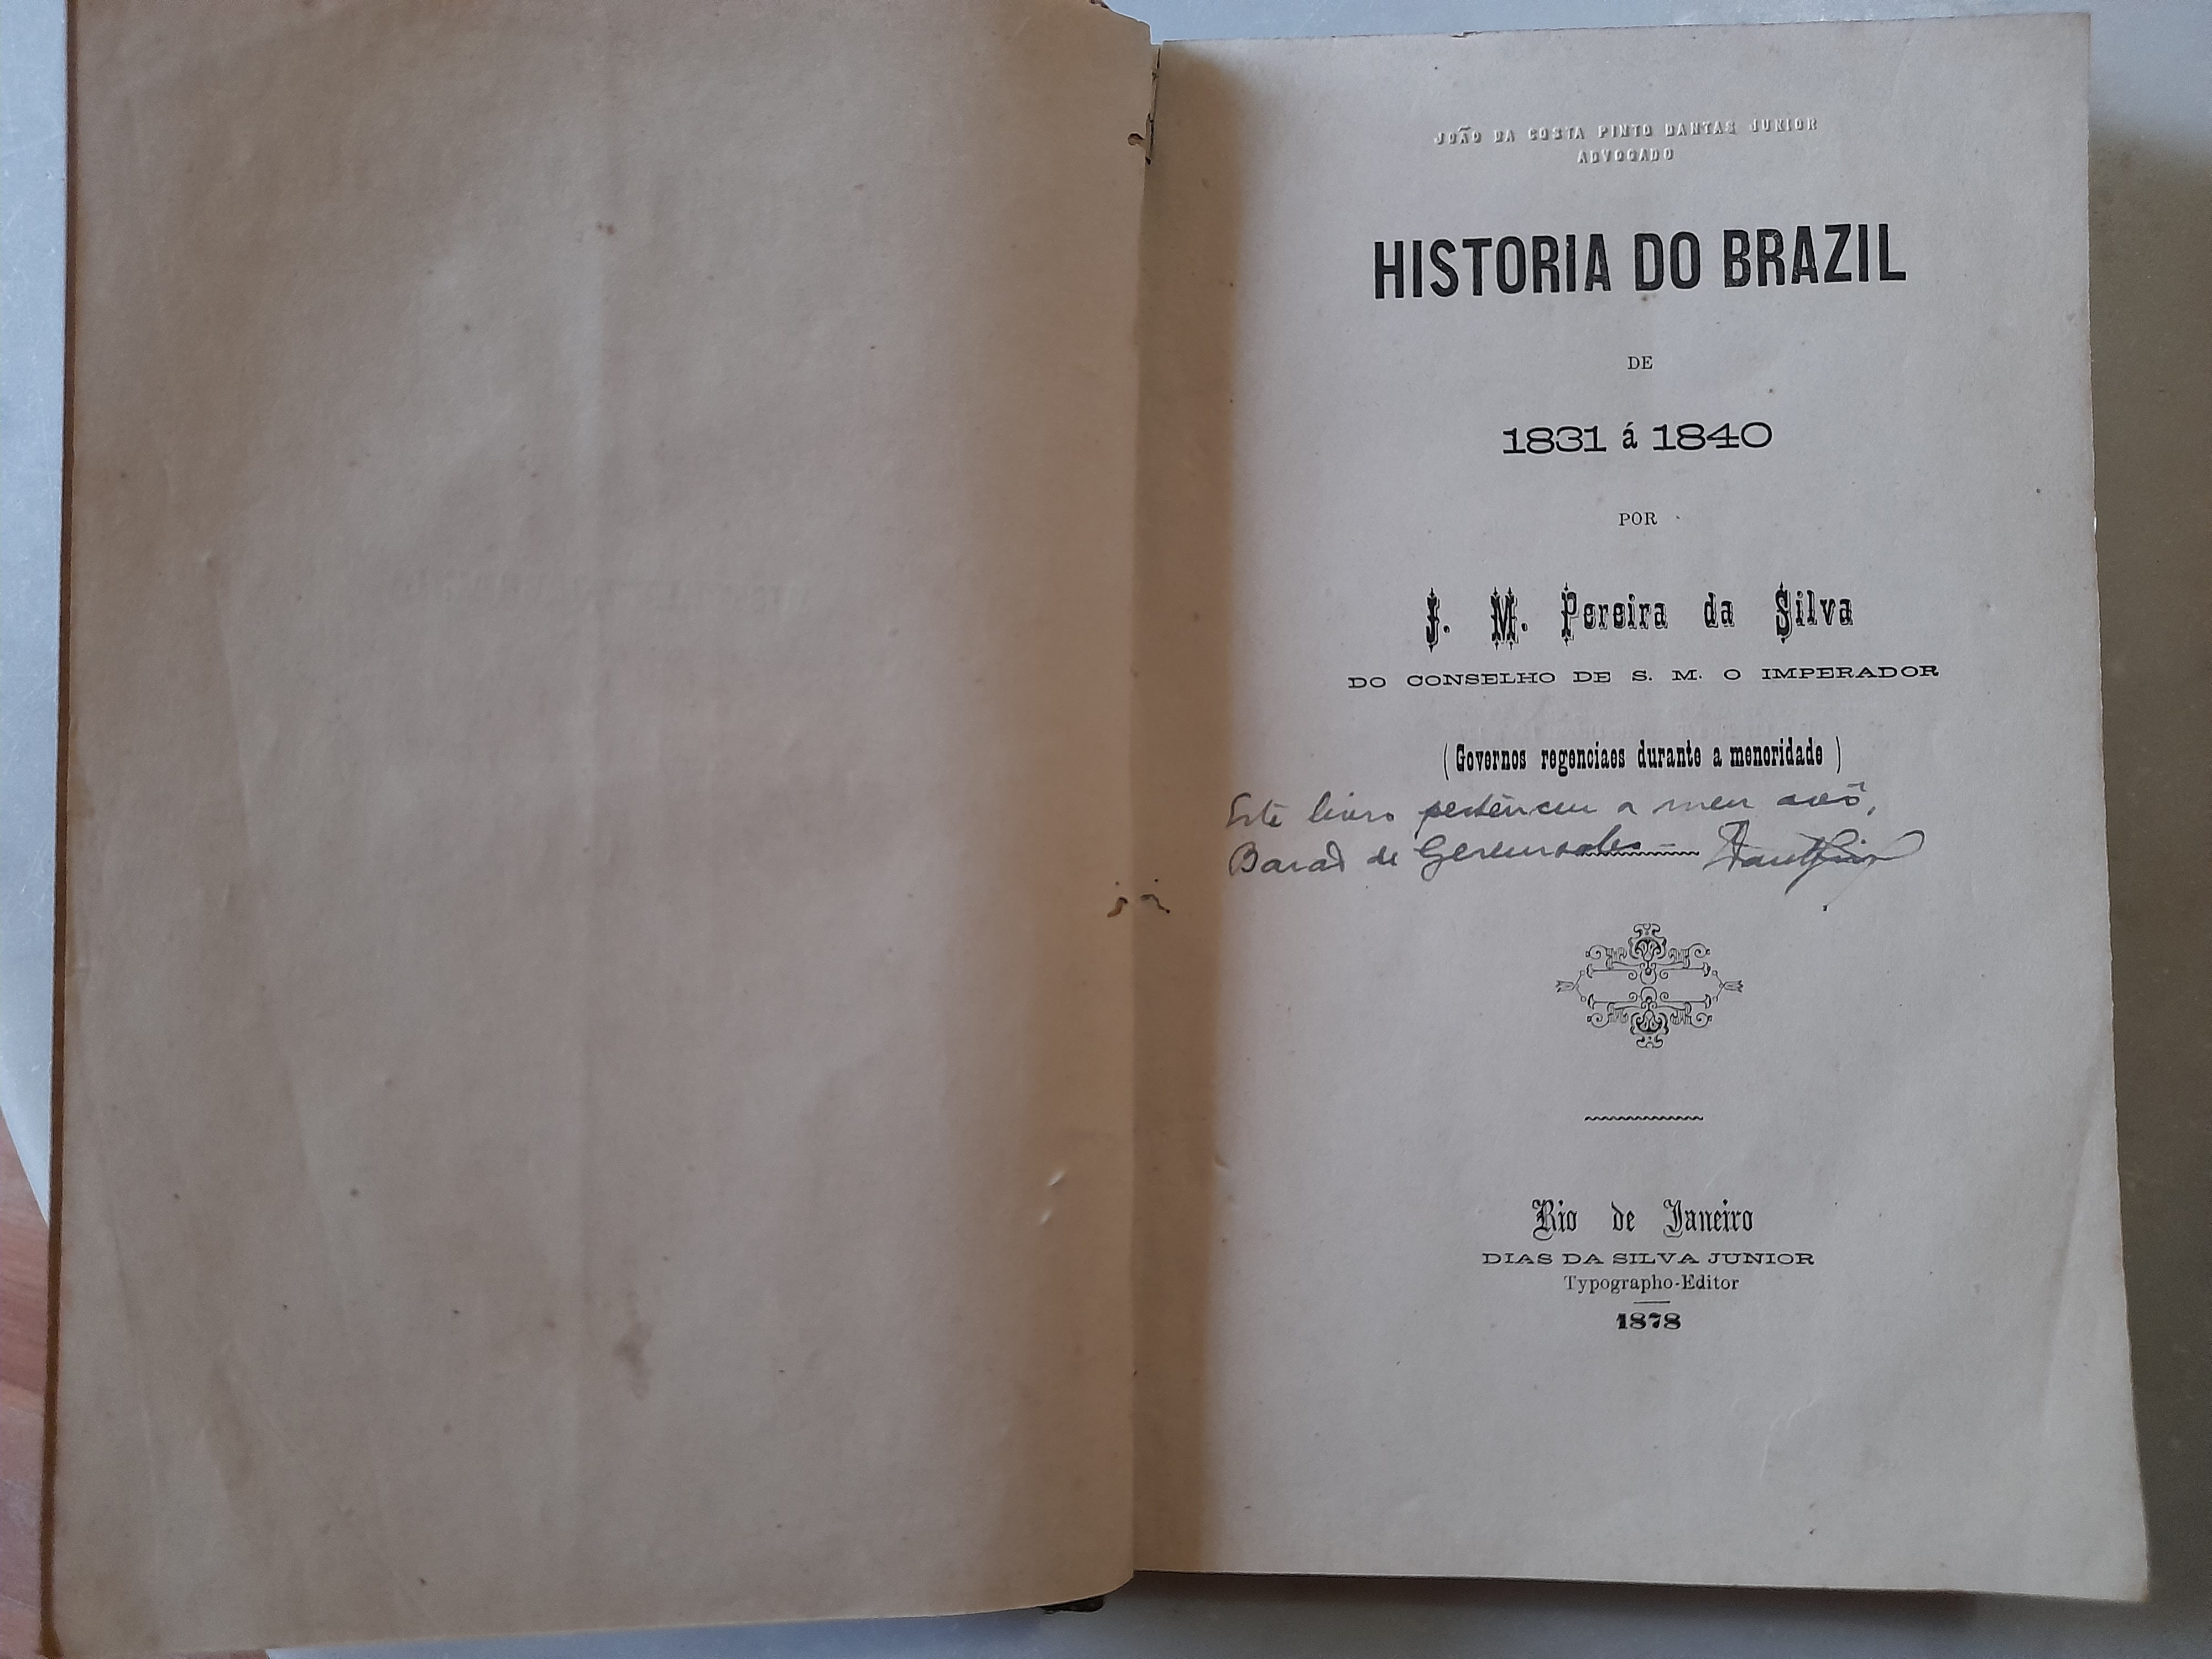 JOÃO DA COSTA PINTO DANTAS JUNIOR
ADVOGADO
HISTORIA DO BRAZIL
DE
1831 á 1840
POR
J. M. Pereira da Silva
DO CONSELHO DE S. M. O IMPERADOR
( Governos regenciaes durante a menoridade )
Este livro pertenceu a meu avô,
Barão de Geremoabo —
Rio de Janeiro
DIAS DA SILVA JUNIOR
Typographo-Editor
1878